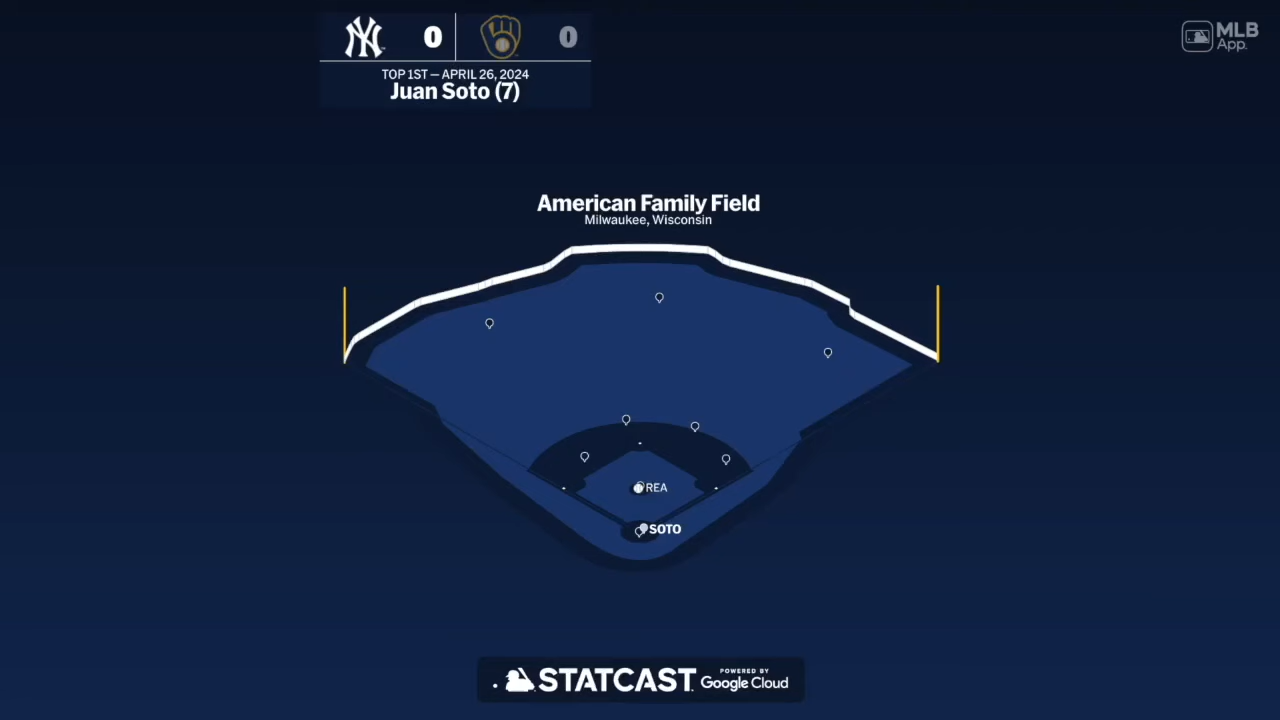 NY 0 0
TOP 1ST – APRIL 26, 2024
Juan Soto (7)
MLB
App.
American Family Field
Milwaukee, Wisconsin
REA
SOTO
STATCAST
POWERED BY
Google Cloud